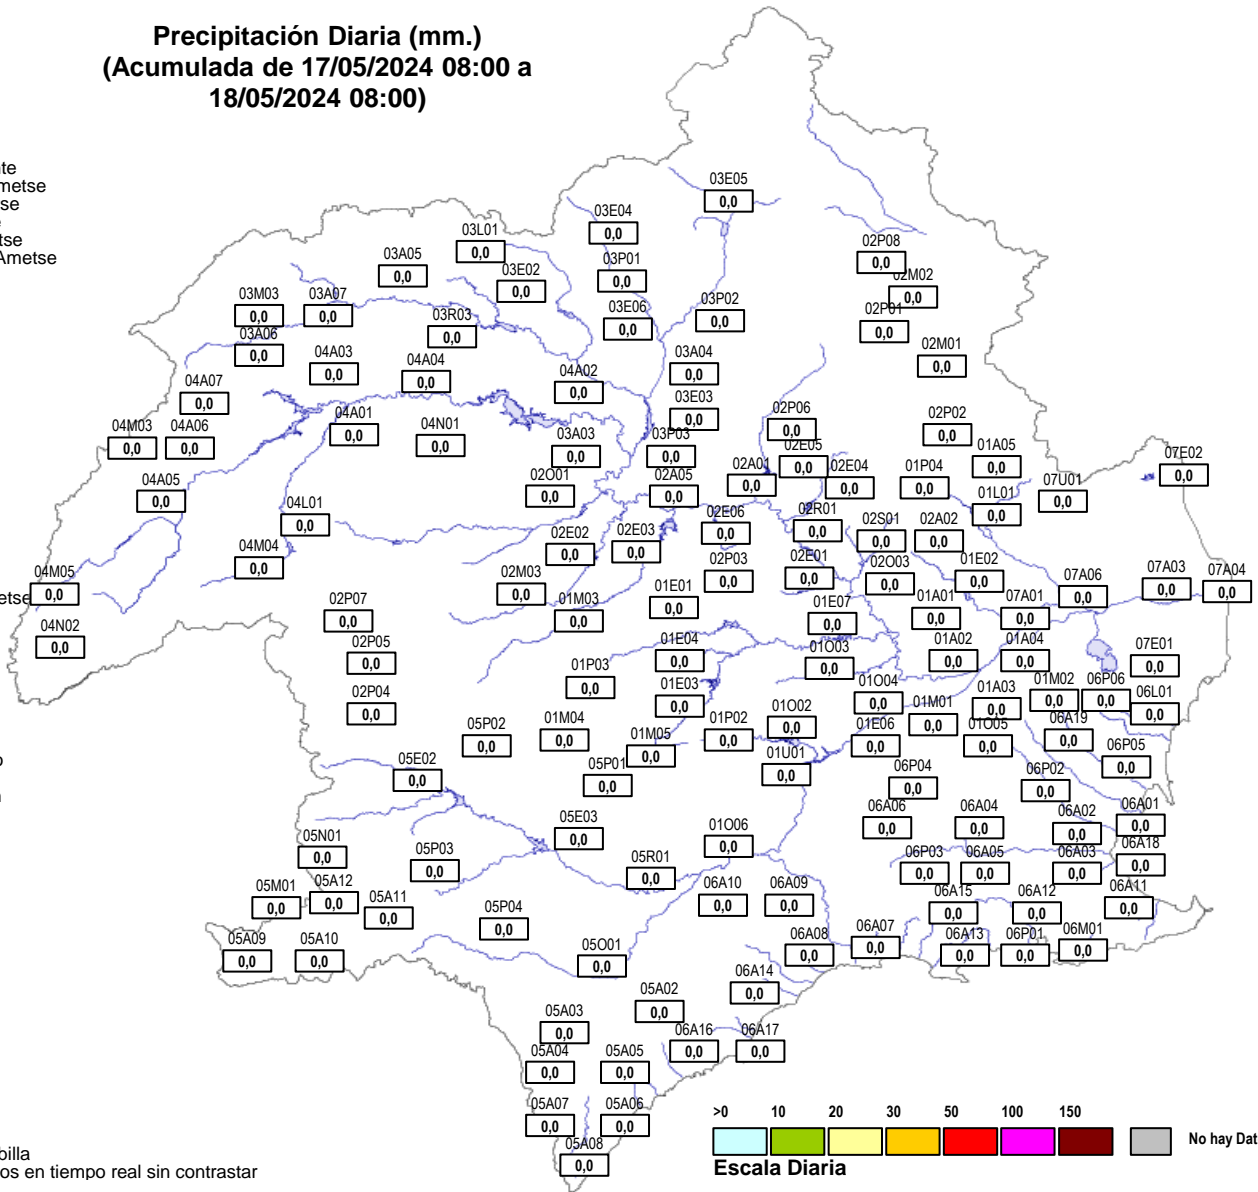 Precipitación Diaria (mm.)
(Acumulada de 17/05/2024 08:00 a
18/05/2024 08:00)
nte
metse
se
e
tse
Ametse
etse
o
n
billa
os en tiempo real sin contrastar
03E05
0,0
03E04
0,0
03L01
0,0
03A05
0,0
03E02
0,0
03P01
0,0
02P08
0,0
02M02
0,0
03M03
0,0
03A07
0,0
03R03
0,0
03E06
0,0
03P02
0,0
02P01
0,0
03A06
0,0
04A03
0,0
04A04
0,0
04A02
0,0
03A04
0,0
02M01
0,0
04A07
0,0
03E03
0,0
04M03
0,0
04A06
0,0
04A01
0,0
04N01
0,0
03A03
0,0
03P03
0,0
02P06
0,0
02E05
0,0
02P02
0,0
01A05
0,0
07E02
0,0
04A05
0,0
02O01
0,0
02A05
0,0
02A01
0,0
02E04
0,0
01P04
0,0
01L01
0,0
07U01
0,0
04L01
0,0
02E06
0,0
02R01
0,0
02S01
0,0
02A02
0,0
04M04
0,0
02E02
0,0
02E03
0,0
02P03
0,0
02E01
0,0
02O03
0,0
01E02
0,0
04M05
0,0
02M03
0,0
01M03
0,0
01E01
0,0
01E07
0,0
01A01
0,0
07A01
0,0
07A06
0,0
07A03
0,0
07A04
0,0
04N02
0,0
02P07
0,0
02P05
0,0
01E04
0,0
01O03
0,0
01A02
0,0
01A04
0,0
07E01
0,0
02P04
0,0
01P03
0,0
01E03
0,0
01O04
0,0
01M01
0,0
01A03
0,0
01M02
0,0
06P06
0,0
06L01
0,0
05P02
0,0
01M04
0,0
01M05
0,0
01P02
0,0
01O02
0,0
01E06
0,0
01O05
0,0
06A19
0,0
05E02
0,0
05P01
0,0
01U01
0,0
06P04
0,0
06P02
0,0
06P05
0,0
05E03
0,0
01O06
0,0
06A06
0,0
06A04
0,0
06A02
0,0
06A01
0,0
05N01
0,0
05P03
0,0
05R01
0,0
06P03
0,0
06A05
0,0
06A03
0,0
06A18
0,0
05M01
0,0
05A12
0,0
05A11
0,0
06A10
0,0
06A09
0,0
06A15
0,0
06A12
0,0
06A11
0,0
05A09
0,0
05A10
0,0
05P04
0,0
05O01
0,0
06A08
0,0
06A07
0,0
06A13
0,0
06P01
0,0
06M01
0,0
05A02
0,0
06A14
0,0
05A03
0,0
06A16
0,0
06A17
0,0
05A04
0,0
05A05
0,0
05A07
0,0
05A06
0,0
05A08
0,0
>0 10 20 30 50 100 150
No hay Dat
Escala Diaria